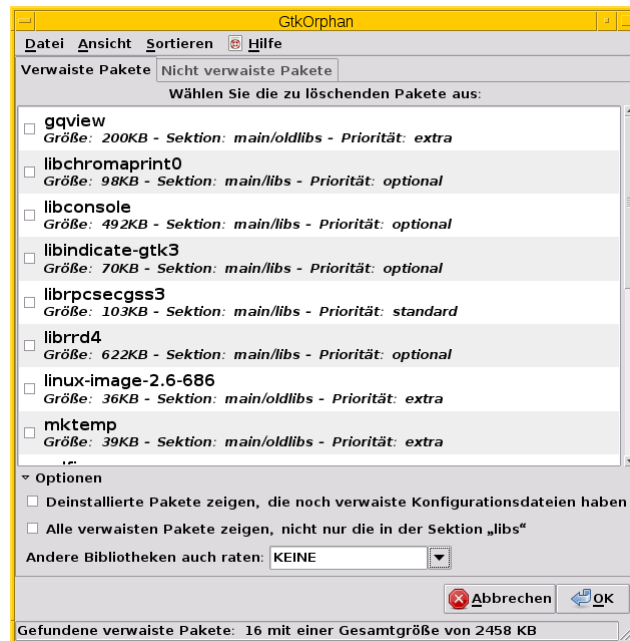 GtkOrphan
Datei Ansicht Sortieren Hilfe
Verwaiste Pakete Nicht verwaiste Pakete
Wählen Sie die zu löschenden Pakete aus:
gqview
Größe: 200KB - Sektion: main/oldlibs - Priorität: extra
libchromaprint0
Größe: 98KB - Sektion: main/libs - Priorität: optional
libconsole
Größe: 492KB - Sektion: main/libs - Priorität: optional
libindicate-gtk3
Größe: 70KB - Sektion: main/libs - Priorität: optional
librpcsecgss3
Größe: 103KB - Sektion: main/libs - Priorität: standard
librrd4
Größe: 622KB - Sektion: main/libs - Priorität: optional
linux-image-2.6-686
Größe: 36KB - Sektion: main/oldlibs - Priorität: extra
mktemp
Größe: 39KB - Sektion: main/oldlibs - Priorität: extra
Optionen
Deinstallierte Pakete zeigen, die noch verwaiste Konfigurationsdateien haben
Alle verwaisten Pakete zeigen, nicht nur die in der Sektion „libs“
Andere Bibliotheken auch raten: KEINE
Abbrechen OK
Gefundene verwaiste Pakete: 16 mit einer Gesamtgröße von 2458 KB